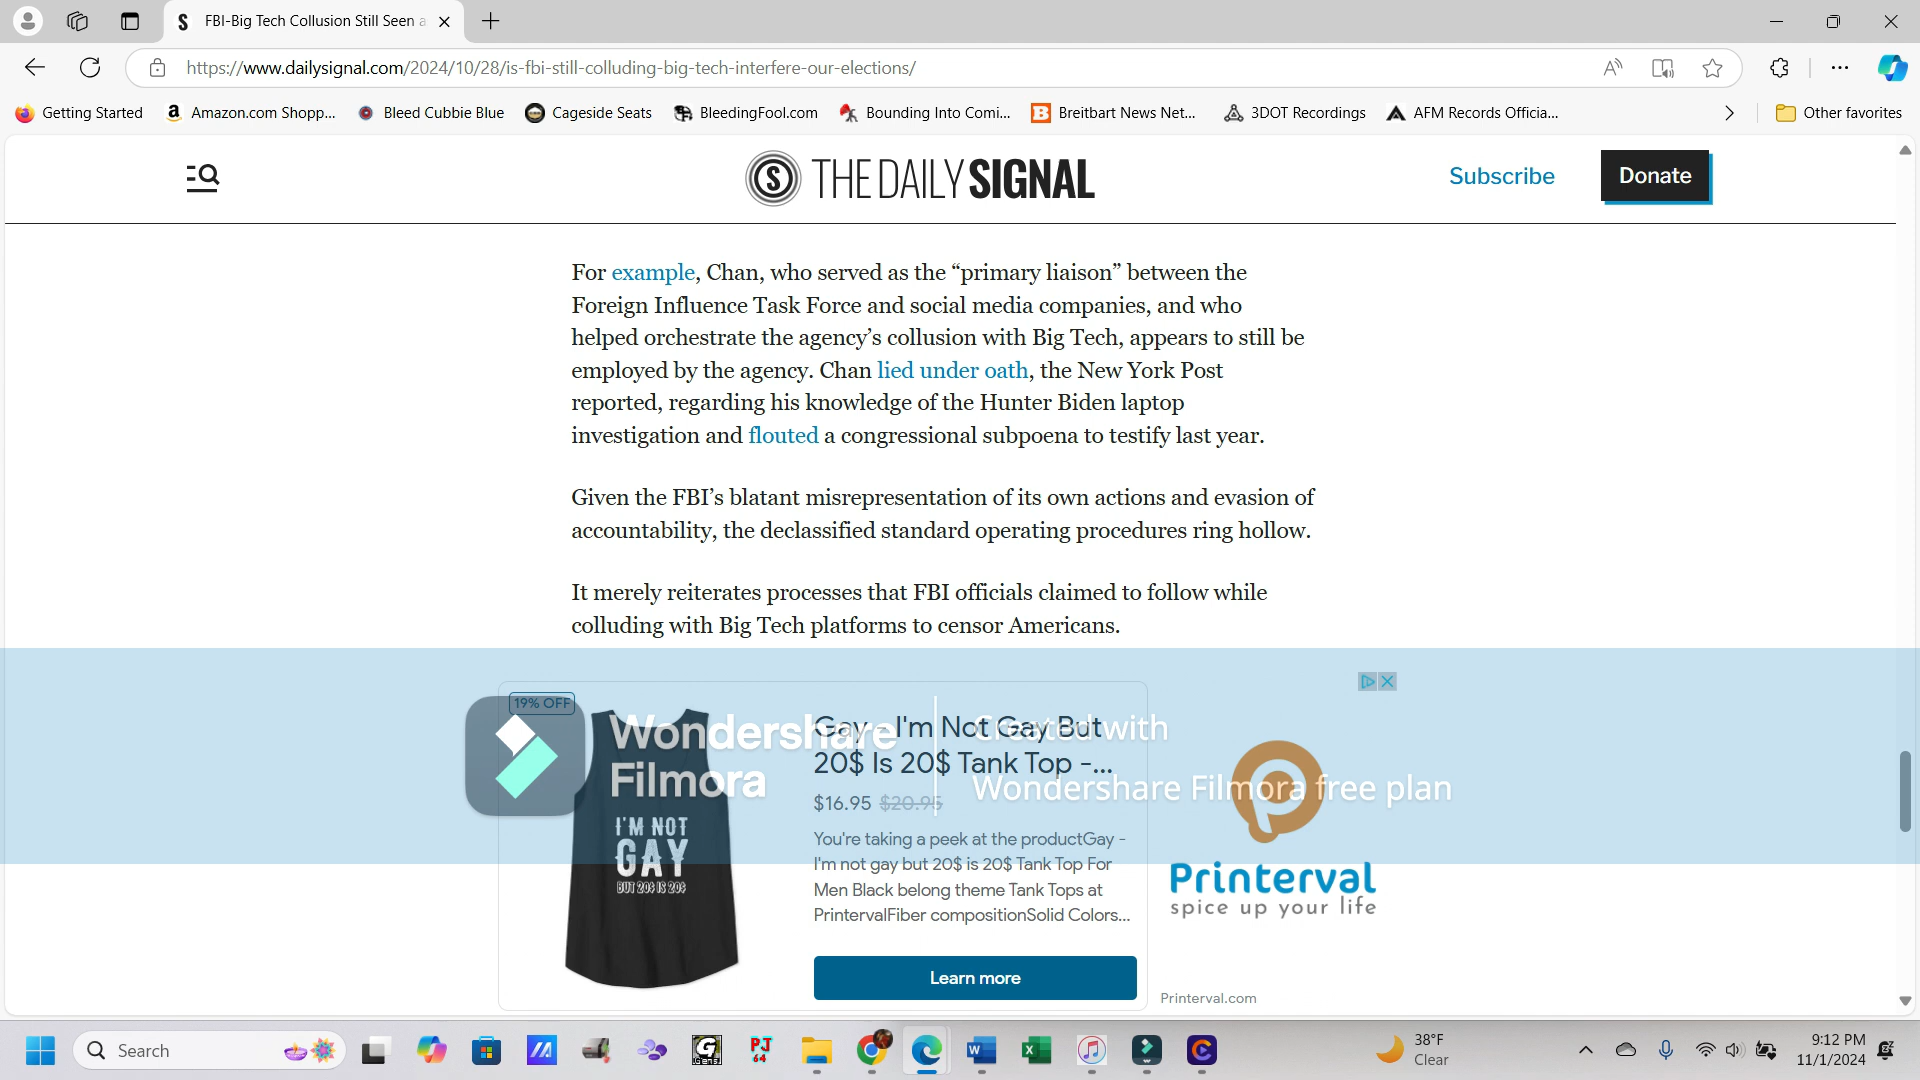 FBI-Big Tech Collusion Still Seen a
https://www.dailysignal.com/2024/10/28/is-fbi-still-colluding-big-tech-interfere-our-elections/
Getting Started
Amazon.com Shopp...
Bleed Cubbie Blue
Cageside Seats
BleedingFool.com
Bounding Into Comi...
Breitbart News Net...
3DOT Recordings
AFM Records Officia...
Other favorites
THE DAILY SIGNAL
Subscribe
Donate
For example, Chan, who served as the “primary liaison” between the
Foreign Influence Task Force and social media companies, and who
helped orchestrate the agency’s collusion with Big Tech, appears to still be
employed by the agency. Chan lied under oath, the New York Post
reported, regarding his knowledge of the Hunter Biden laptop
investigation and flouted a congressional subpoena to testify last year.
Given the FBI’s blatant misrepresentation of its own actions and evasion of
accountability, the declassified standard operating procedures ring hollow.
It merely reiterates processes that FBI officials claimed to follow while
colluding with Big Tech platforms to censor Americans.
19% OFF
Wondershare
Filmora
Created with
Wondershare Filmora free plan
Gay - I'm Not Gay But
20$ Is 20$ Tank Top -...
$16.95 $20.95
You're taking a peek at the productGay -
I'm not gay but 20$ is 20$ Tank Top For
Men Black belong theme Tank Tops at
PrintervalFiber compositionSolid Colors...
I'M NOT
GAY
BUT 20$ IS 20$
Learn more
Printerval
spice up your life
Printerval.com
Search
38°F
Clear
9:12 PM
11/1/2024